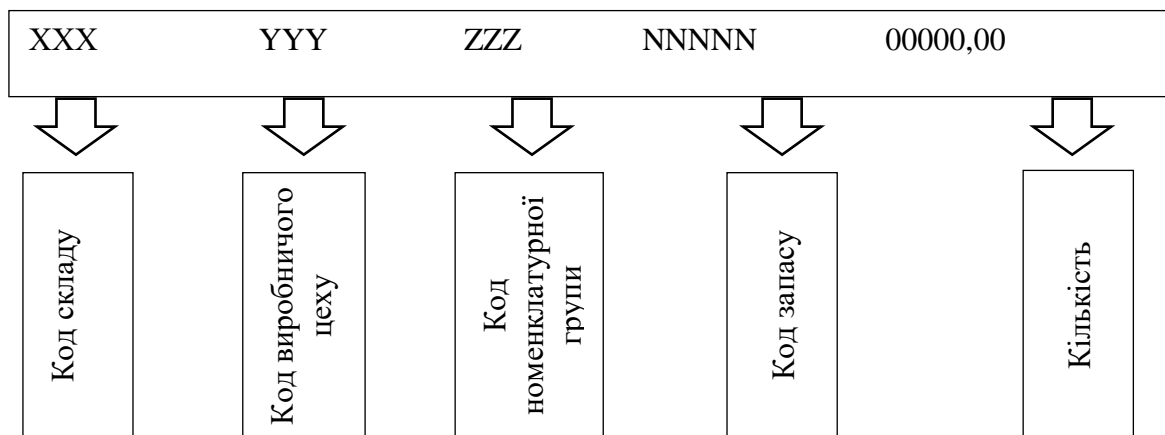 XXX YYY ZZZ NNNNN 00000,00
Код складу
Код виробничого
цеху
Код
номенклатурної
групи
Код запасу
Кількість